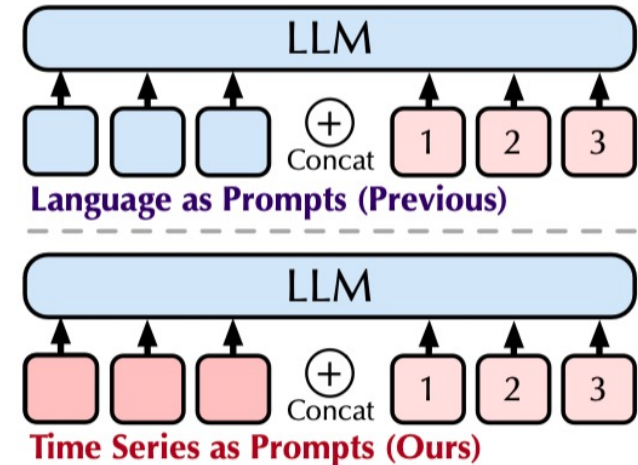 LLM
Concat
1 2 3
Language as Prompts (Previous)
LLM
Concat
1 2 3
Time Series as Prompts (Ours)